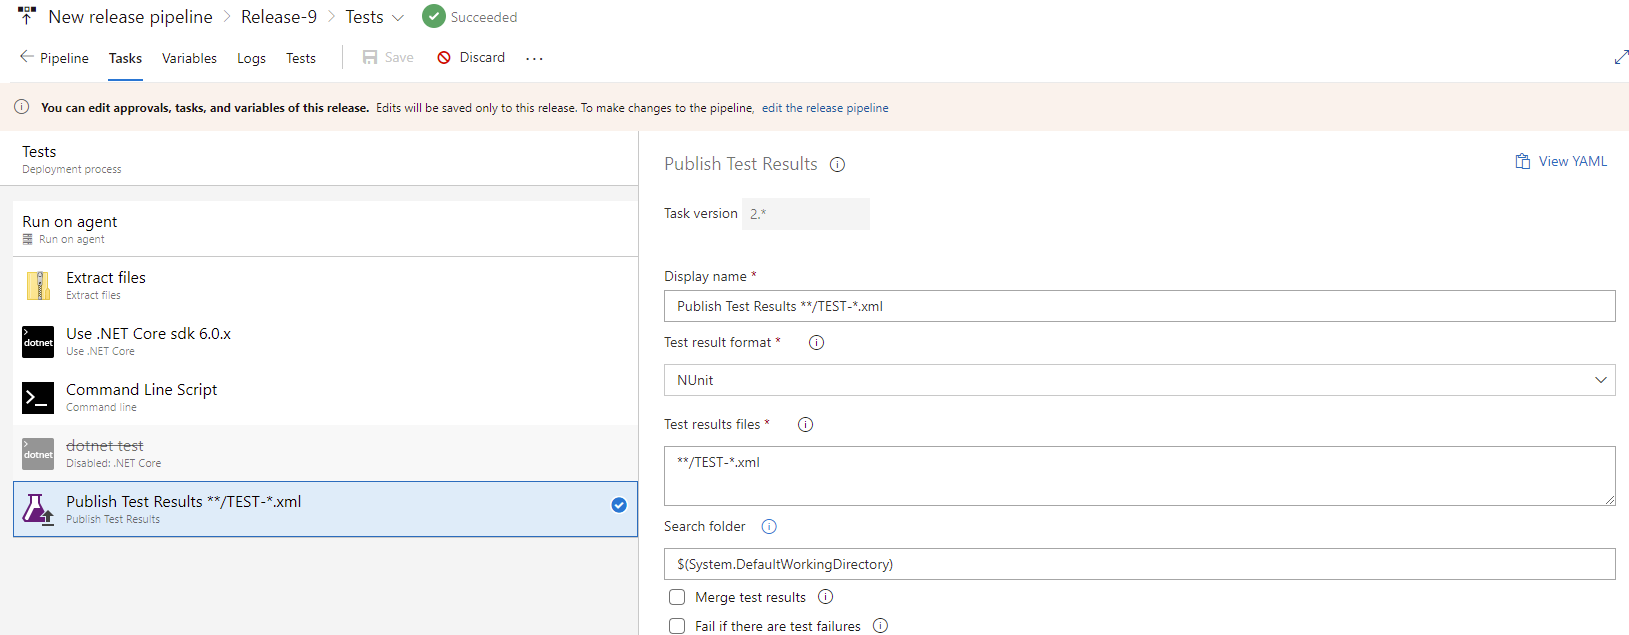 New release pipeline > Release-9 > Tests Succeeded
Pipeline Tasks Variables Logs Tests Save Discard ...
You can edit approvals, tasks, and variables of this release. Edits will be saved only to this release. To make changes to the pipeline, edit the release pipeline
Tests
Deployment process
Run on agent
Run on agent
Extract files
Extract files
dotnet
Use .NET Core sdk 6.0.x
Use .NET Core
Command Line Script
Command line
dotnet
dotnet test
Disabled: .NET Core
Publish Test Results **/TEST-*.xml
Publish Test Results
Publish Test Results
View YAML
Task version 2.*
Display name *
Publish Test Results **/TEST-*.xml
Test result format *
NUnit
Test results files *
**/TEST-*.xml
Search folder
$(System.DefaultWorkingDirectory)
Merge test results
Fail if there are test failures